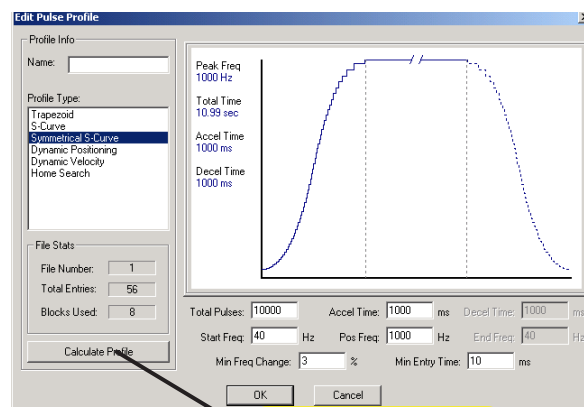 Edit Pulse Profile
Profile Info
Name:
Profile Type:
Trapezoid
S-Curve
Symmetrical S-Curve
Dynamic Positioning
Dynamic Velocity
Home Search
File Stats
File Number: 1
Total Entries: 56
Blocks Used: 8
Calculate Profile
Peak Freq
1000 Hz
Total Time
10.99 sec
Accel Time
1000 ms
Decel Time
1000 ms
Total Pulses: 10000 Accel Time: 1000 ms Decel Time: 1000 ms
Start Freq: 40 Hz Pos Freq: 1000 Hz End Freq: 40 Hz
Min Freq Change: 3 % Min Entry Time: 10 ms
OK Cancel